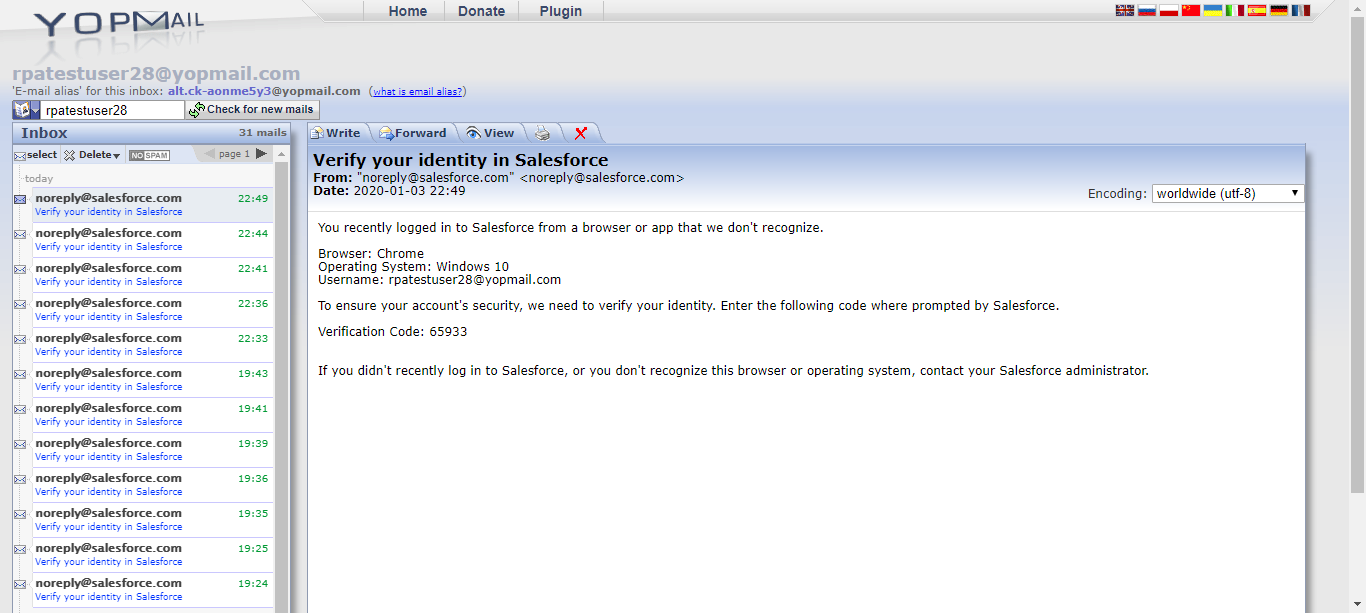 YOPMAIL
Home
Donate
Plugin
rpatestuser28@yopmail.com
'E-mail alias' for this inbox: alt.ck-aonme5y3@yopmail.com (what is email alias?)
rpatestuser28
Check for new mails
Inbox
31 mails
select
Delete
NO SPAM
page 1
today
noreply@salesforce.com 22:49
Verify your identity in Salesforce
noreply@salesforce.com 22:44
Verify your identity in Salesforce
noreply@salesforce.com 22:41
Verify your identity in Salesforce
noreply@salesforce.com 22:36
Verify your identity in Salesforce
noreply@salesforce.com 22:33
Verify your identity in Salesforce
noreply@salesforce.com 19:43
Verify your identity in Salesforce
noreply@salesforce.com 19:41
Verify your identity in Salesforce
noreply@salesforce.com 19:39
Verify your identity in Salesforce
noreply@salesforce.com 19:36
Verify your identity in Salesforce
noreply@salesforce.com 19:35
Verify your identity in Salesforce
noreply@salesforce.com 19:25
Verify your identity in Salesforce
noreply@salesforce.com 19:24
Verify your identity in Salesforce
Write
Forward
View
Verify your identity in Salesforce
From: "noreply@salesforce.com" <noreply@salesforce.com>
Date: 2020-01-03 22:49
Encoding: worldwide (utf-8)
You recently logged in to Salesforce from a browser or app that we don't recognize.
Browser: Chrome
Operating System: Windows 10
Username: rpatestuser28@yopmail.com
To ensure your account's security, we need to verify your identity. Enter the following code where prompted by Salesforce.
Verification Code: 65933
If you didn't recently log in to Salesforce, or you don't recognize this browser or operating system, contact your Salesforce administrator.